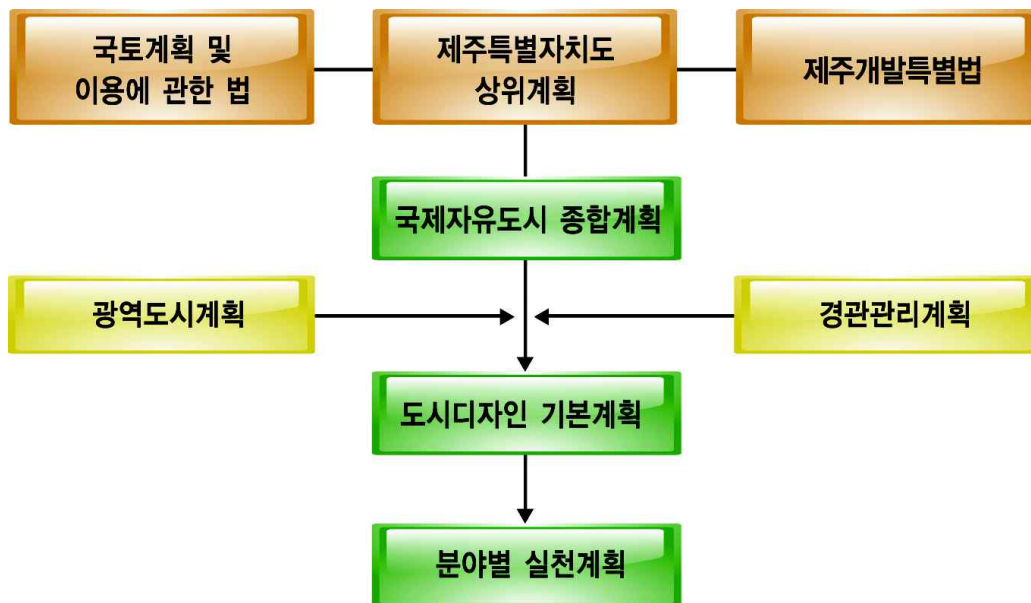 국토계획 및
이용에 관한 법
제주특별자치도
상위계획
제주개발특별법
국제자유도시 종합계획
광역도시계획
경관관리계획
도시디자인 기본계획
분야별 실천계획